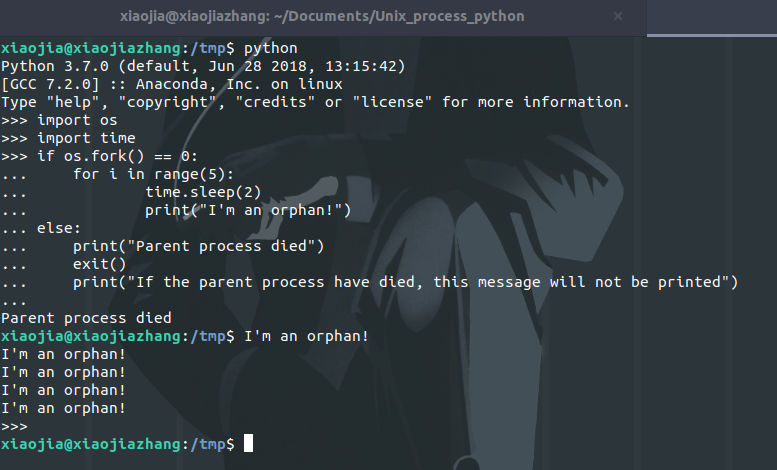 xiaojia@xiaojiazhang: ~/Documents/Unix_process_python ×
xiaojia@xiaojiazhang:/tmp$ python
Python 3.7.0 (default, Jun 28 2018, 13:15:42)
[GCC 7.2.0] :: Anaconda, Inc. on linux
Type "help", "copyright", "credits" or "license" for more information.
>>> import os
>>> import time
>>> if os.fork() == 0:
...     for i in range(5):
...             time.sleep(2)
...             print("I'm an orphan!")
... else:
...     print("Parent process died")
...     exit()
...     print("If the parent process have died, this message will not be printed")
...
Parent process died
xiaojia@xiaojiazhang:/tmp$ I'm an orphan!
I'm an orphan!
I'm an orphan!
I'm an orphan!
I'm an orphan!
>>>
xiaojia@xiaojiazhang:/tmp$